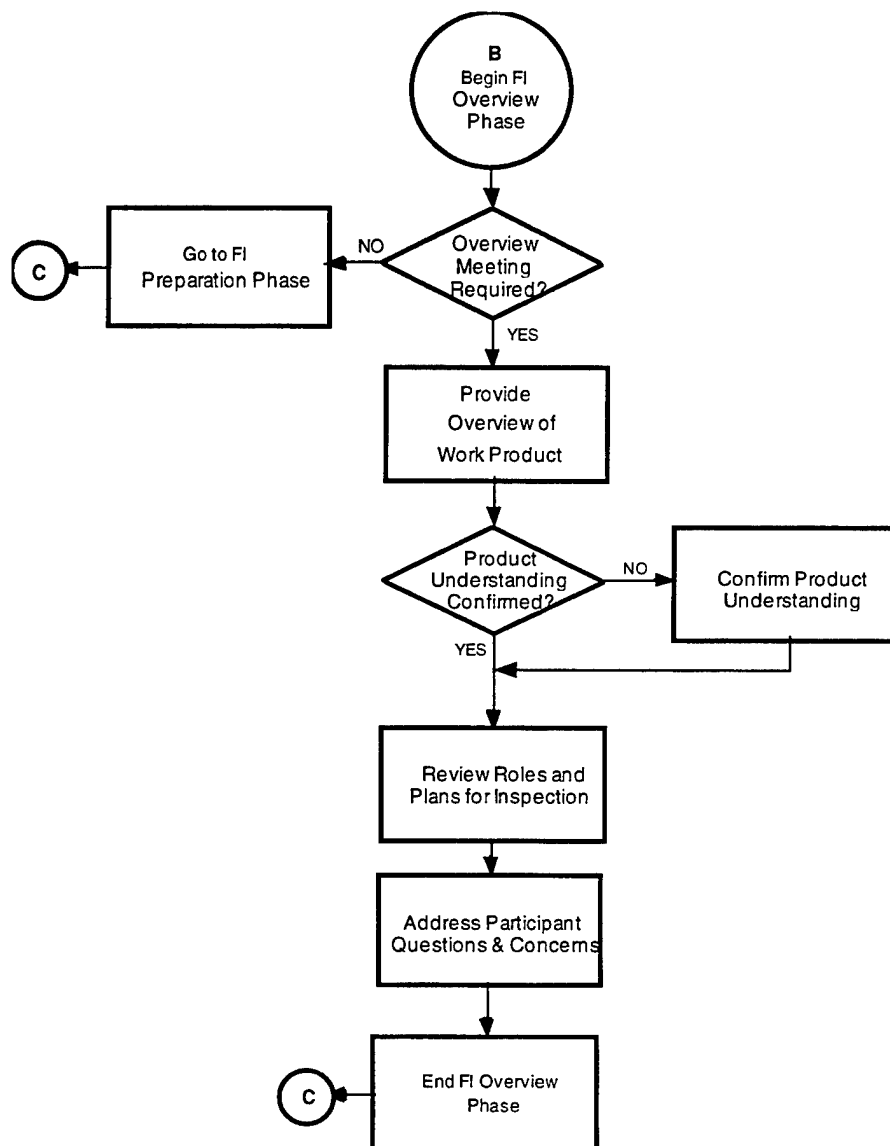 B
Begin FI
Overview
Phase
Overview
Meeting
Required?
NO
Go to FI
Preparation Phase
C
YES
Provide
Overview of
Work Product
Product
Understanding
Confirmed?
NO
Confirm Product
Understanding
YES
Review Roles and
Plans for Inspection
Address Participant
Questions & Concerns
End FI Overview
Phase
C